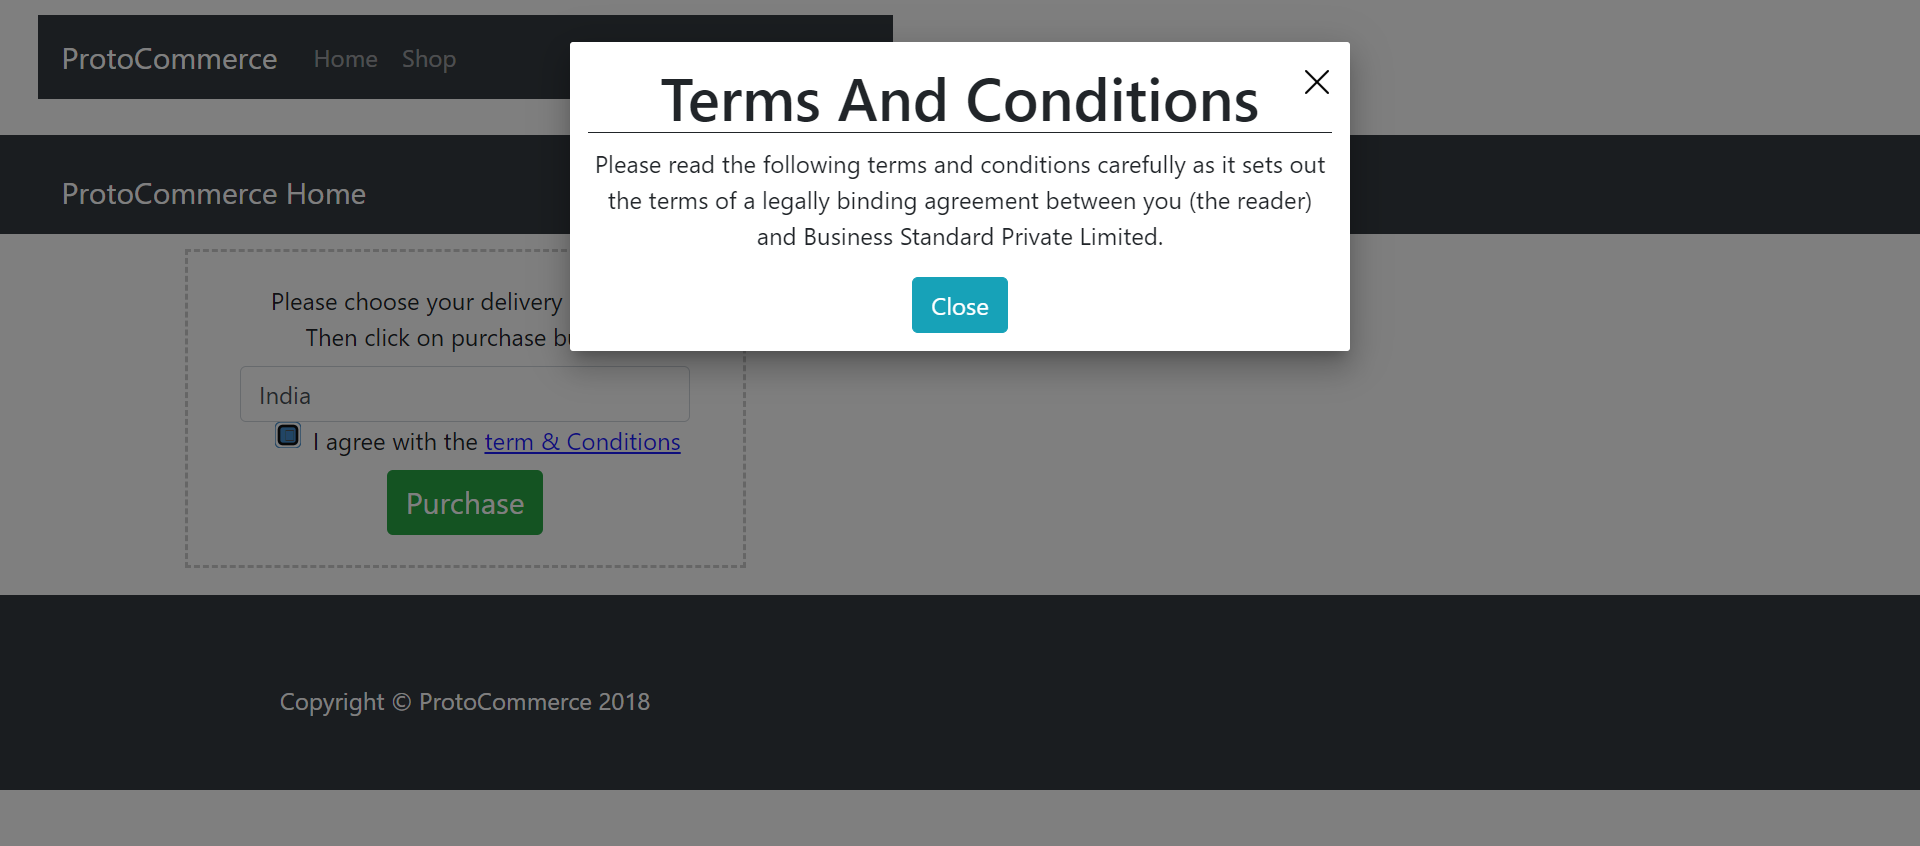 ProtoCommerce Home Shop
Terms And Conditions
Please read the following terms and conditions carefully as it sets out
the terms of a legally binding agreement between you (the reader)
and Business Standard Private Limited.
Close
ProtoCommerce Home
Please choose your delivery
Then click on purchase
India
I agree with the term & Conditions
Purchase
Copyright © ProtoCommerce 2018